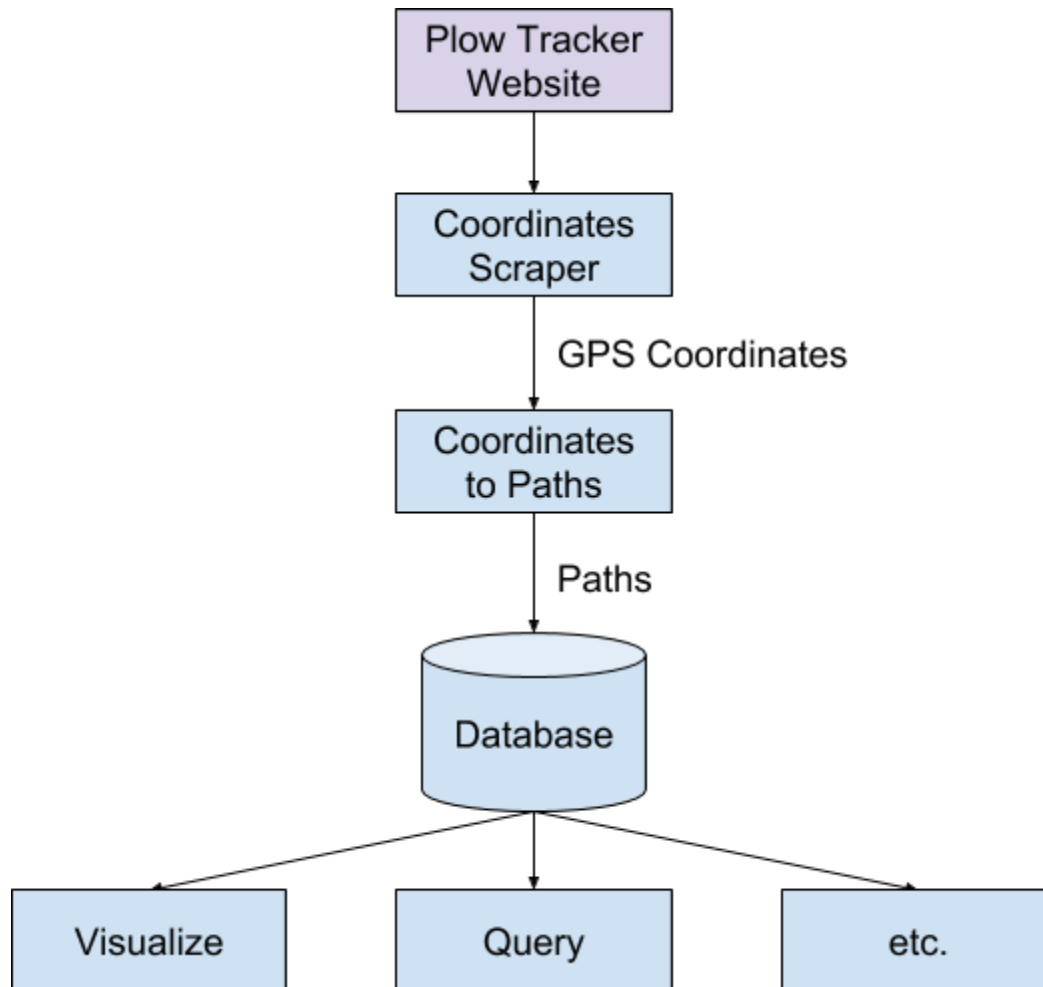 Plow Tracker
Website
Coordinates
Scraper
GPS Coordinates
Coordinates
to Paths
Paths
Database
Visualize
Query
etc.